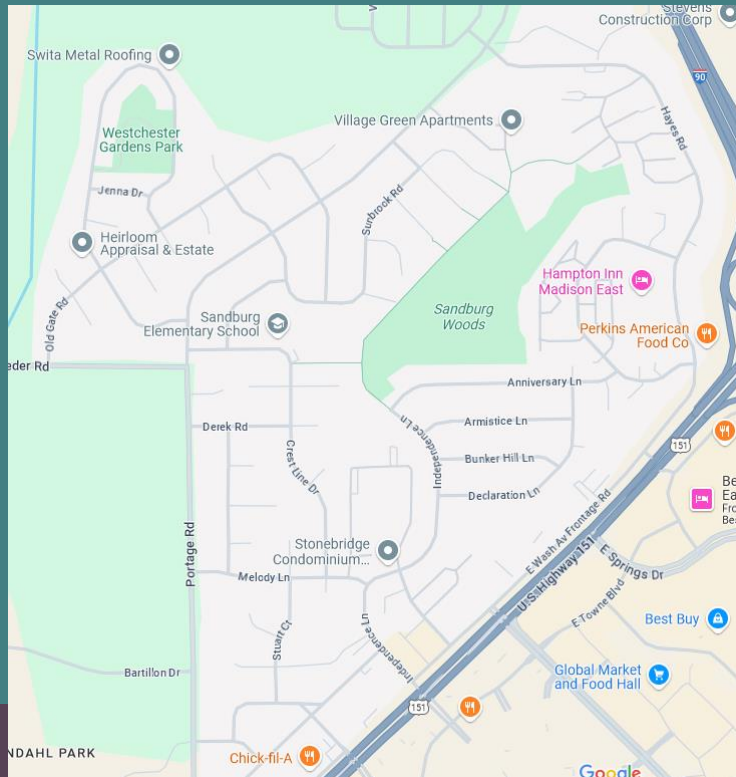 Stevens
Construction Corp
Swita Metal Roofing
90
Village Green Apartments
Hayes Rd
Westchester
Gardens Park
Jenna Dr
Surbrook Rd
Heirloom
Appraisal & Estate
Hampton Inn
Madison East
Old Gate Rd
Sandburg
Woods
Sandburg
Elementary School
Perkins American
Food Co
eder Rd
Anniversary Ln
Independence Ln
Armistice Ln
Derek Rd
151
Crest Line Dr
Bunker Hill Ln
Declaration Ln
Be
Ea
Fro
Bes
E Wash Av Frontage Rd
Portage Rd
Stonebridge
Condominium...
U.S. Highway 151
E Springs Dr
Melody Ln
E Towne Blvd
Best Buy
Independence Ln
Stuart Ct
Bartillon Dr
Global Market
and Food Hall
151
NDAHL PARK
Chick-fil-A
Google